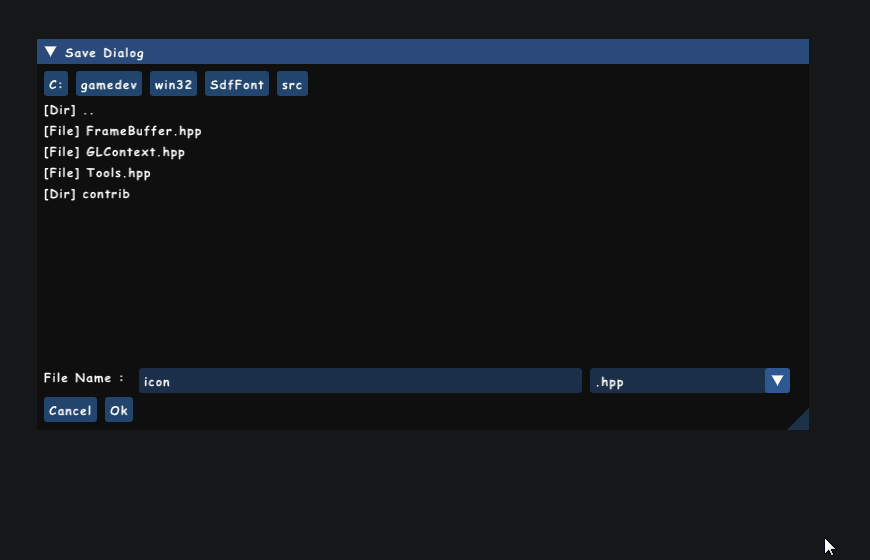 Save Dialog
C: gamedev win32 SdfFont src
[Dir] ..
[File] FrameBuffer.hpp
[File] GLContext.hpp
[File] Tools.hpp
[Dir] contrib
File Name : icon .hpp
Cancel Ok